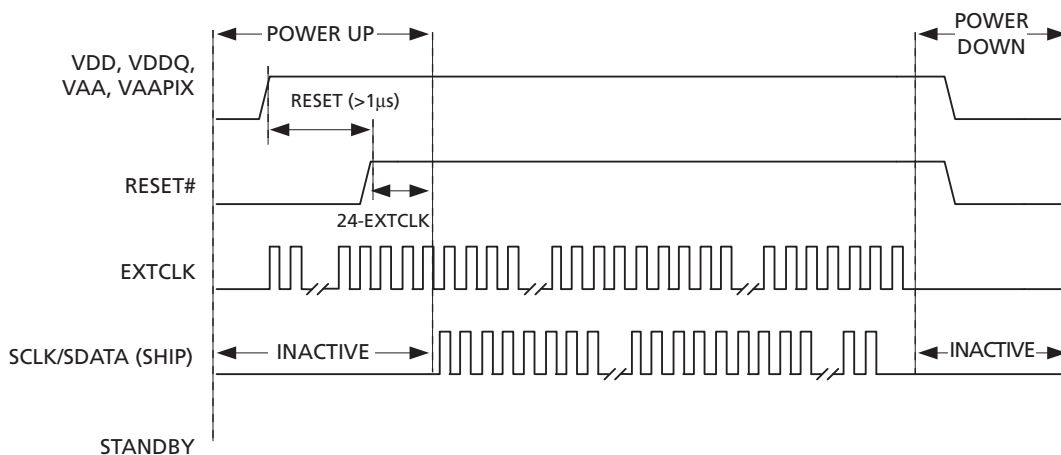 POWER UP
POWER
DOWN
VDD, VDDQ,
VAA, VAAPIX
RESET (>1µs)
RESET#
24-EXTCLK
EXTCLK
SCLK/SDATA (SHIP)
INACTIVE
INACTIVE
STANDBY